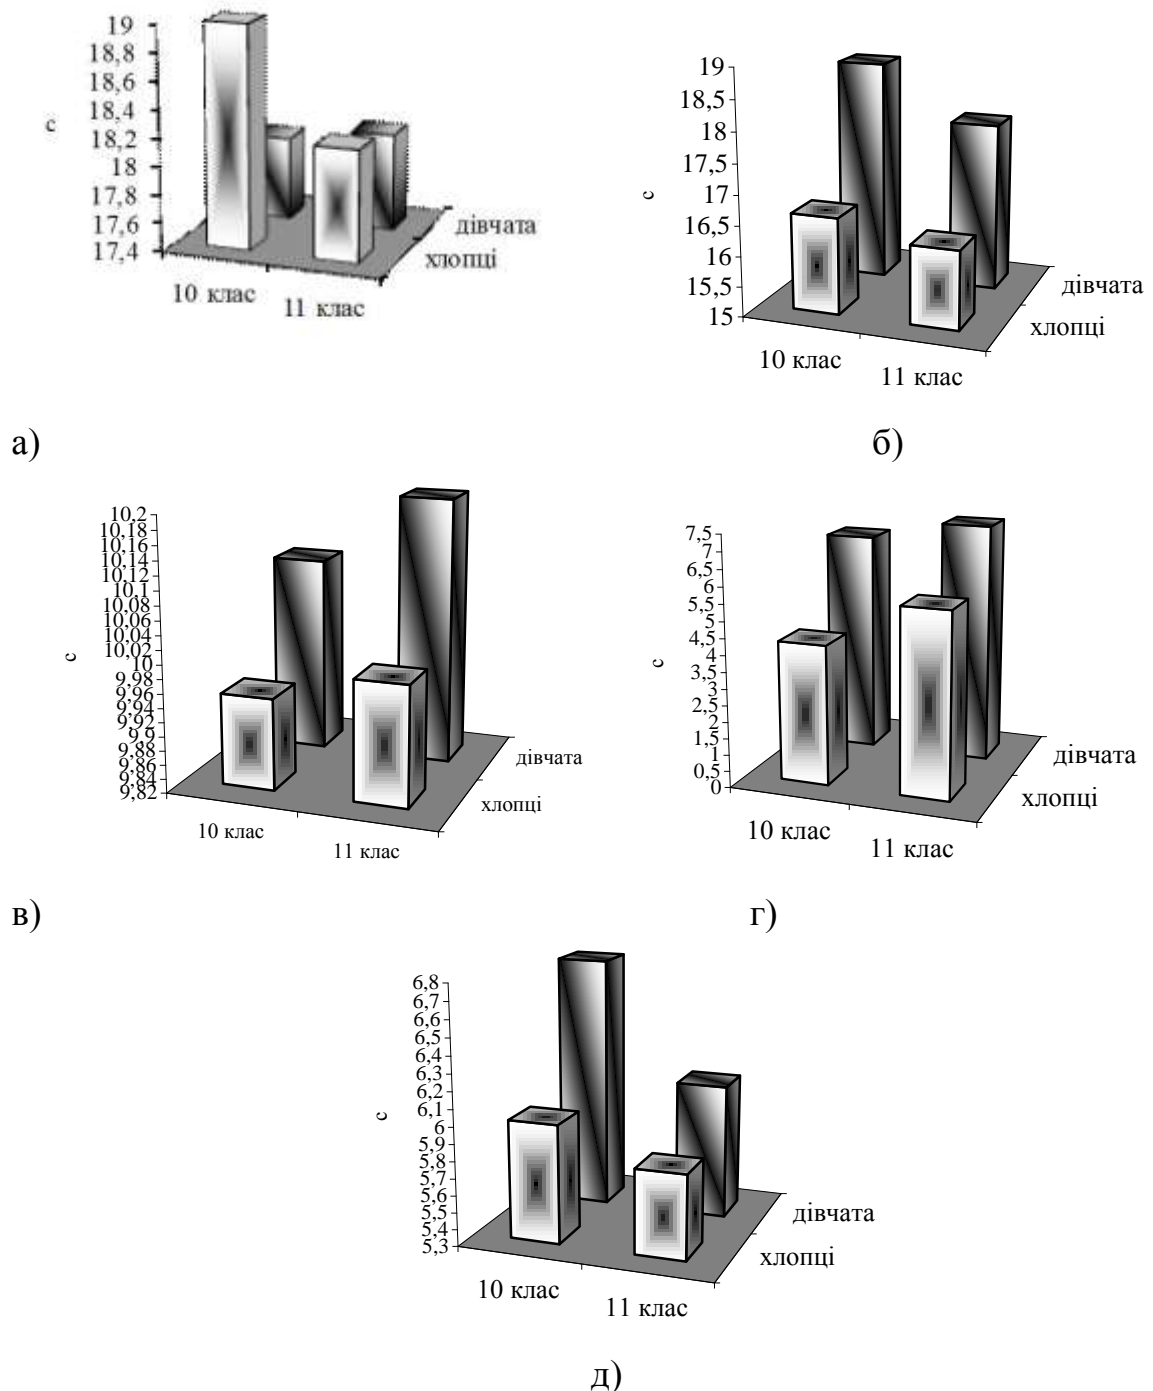 19
18,8
18,6
18,4
18,2
18
17,8
17,6
17,4
с
10 клас
11 клас
дівчата
хлопці
а)
19
18,5
18
17,5
17
16,5
16
15,5
15
с
10 клас
11 клас
дівчата
хлопці
б)
10,2
10,18
10,16
10,14
10,12
10,1
10,08
10,06
10,04
10,02
10
9,98
9,96
9,94
9,92
9,9
9,88
9,86
9,84
9,82
с
10 клас
11 клас
дівчата
хлопці
в)
7,5
7
6,5
6
5,5
5
4,5
4
3,5
3
2,5
2
1,5
1
0,5
0
с
10 клас
11 клас
дівчата
хлопці
г)
6,8
6,7
6,6
6,5
6,4
6,3
6,2
6,1
6
5,9
5,8
5,7
5,6
5,5
5,4
5,3
с
10 клас
11 клас
дівчата
хлопці
д)